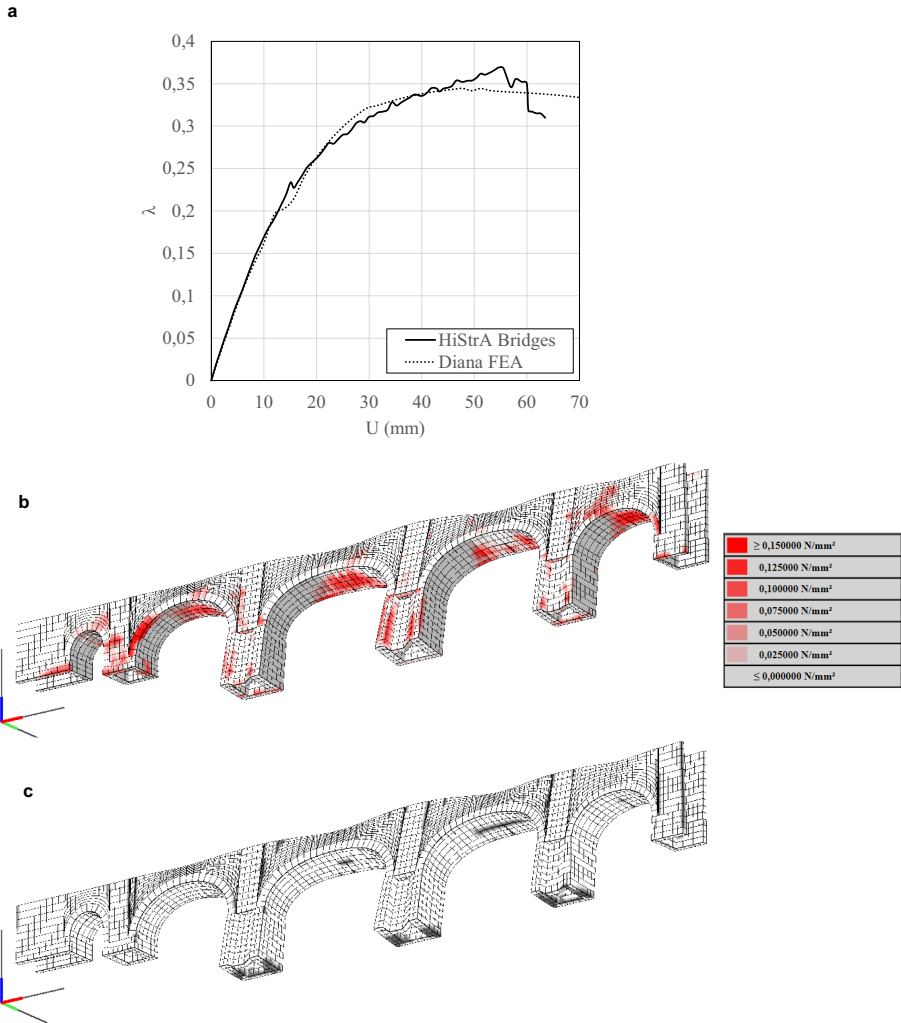 a
0,4
0,35
0,3
0,25
0,2
0,15
0,1
0,05
0
λ
HiStrA Bridges
Diana FEA
0 10 20 30 40 50 60 70
U (mm)
b
≥ 0,150000 N/mm²
0,125000 N/mm²
0,100000 N/mm²
0,075000 N/mm²
0,050000 N/mm²
0,025000 N/mm²
≤ 0,000000 N/mm²
c